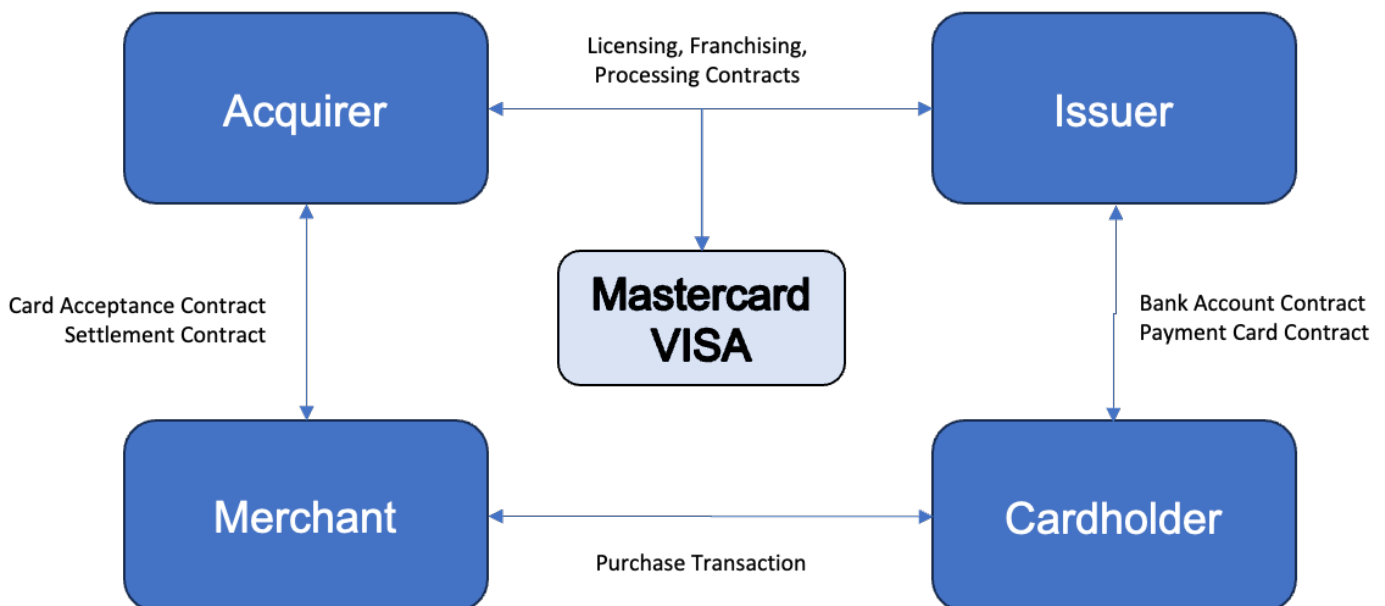 Acquirer
Licensing, Franchising,
Processing Contracts
Issuer
Card Acceptance Contract
Settlement Contract
Mastercard
VISA
Bank Account Contract
Payment Card Contract
Merchant
Purchase Transaction
Cardholder